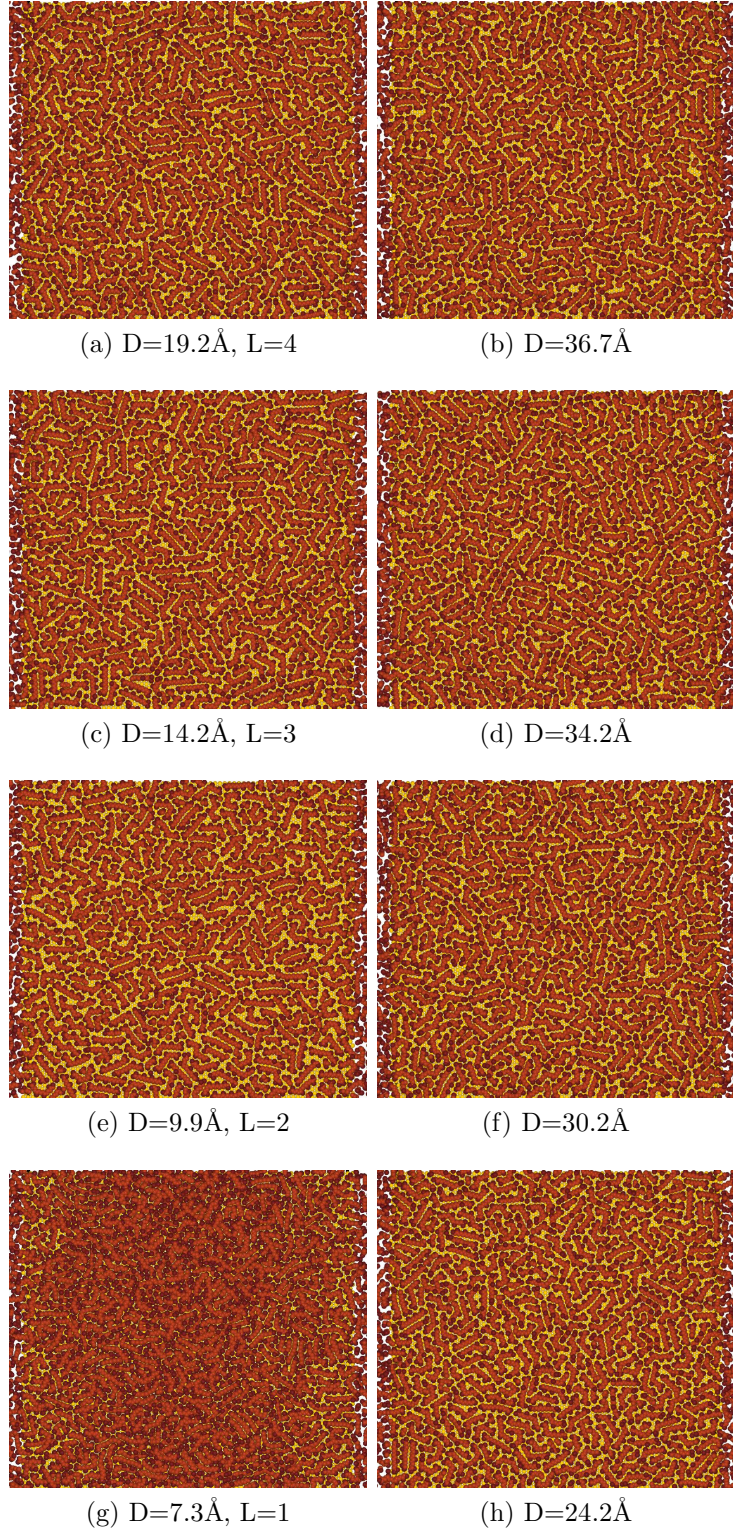 (a) D=19.2Å, L=4
(b) D=36.7Å
(c) D=14.2Å, L=3
(d) D=34.2Å
(e) D=9.9Å, L=2
(f) D=30.2Å
(g) D=7.3Å, L=1
(h) D=24.2Å